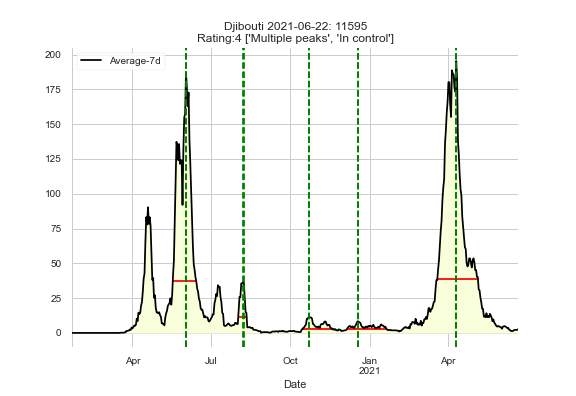 Djibouti 2021-06-22: 11595
Rating:4 ['Multiple peaks', 'In control']
Average-7d
200
175
150
125
100
75
50
25
0
Apr
Jul
Oct
Jan
2021
Apr
Date